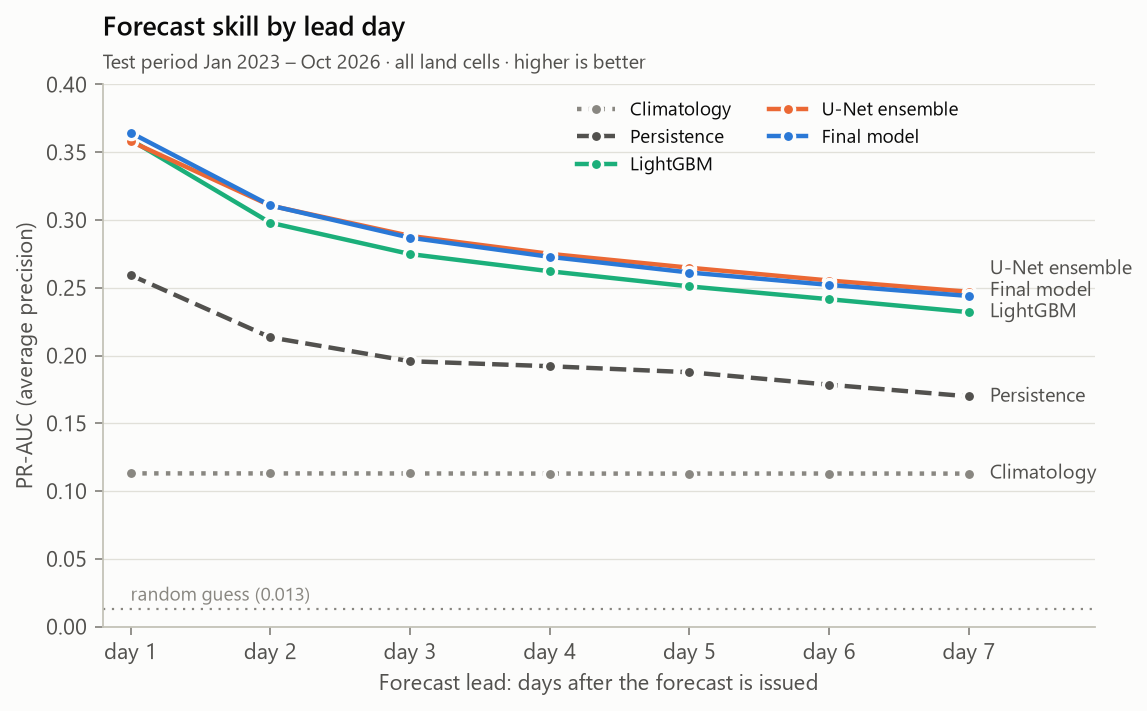 Forecast skill by lead day
Test period Jan 2023 – Oct 2026 · all land cells · higher is better
Climatology
Persistence
LightGBM
U-Net ensemble
Final model
PR-AUC (average precision)
0.40
0.35
0.30
0.25
0.20
0.15
0.10
0.05
0.00
U-Net ensemble
Final model
LightGBM
Persistence
Climatology
random guess (0.013)
day 1
day 2
day 3
day 4
day 5
day 6
day 7
Forecast lead: days after the forecast is issued